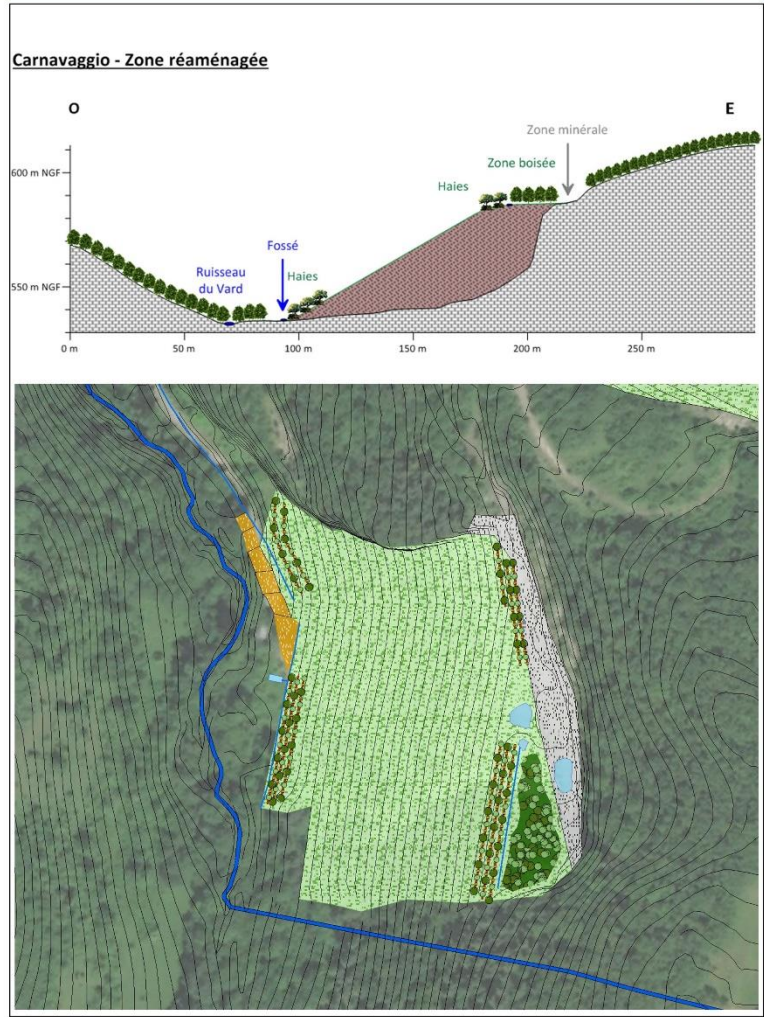 Carnavaggio - Zone réaménagée
O
E
Zone minérale
Zone boisée
600 m NGF
Haies
Fossé
Ruisseau
du Vard
Haies
550 m NGF
0 m
50 m
100 m
150 m
200 m
250 m